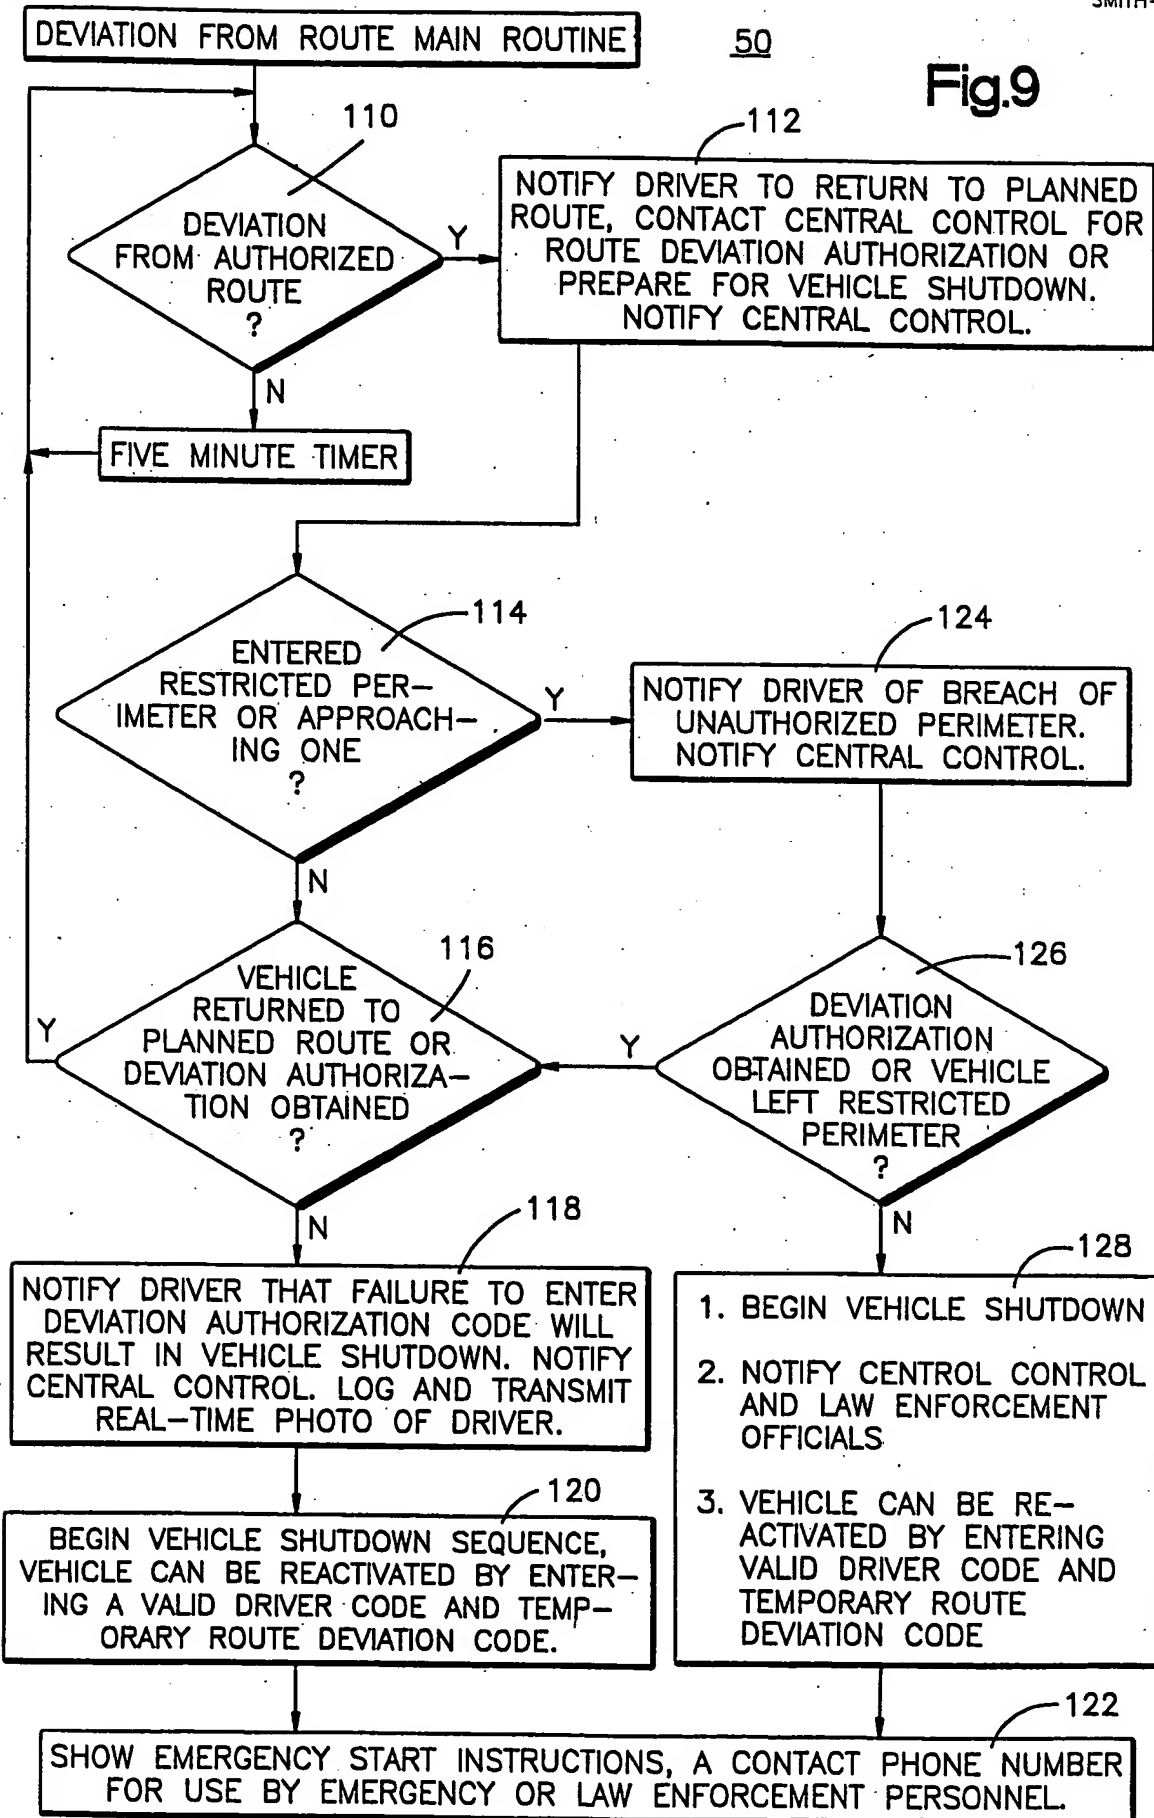 SMITH-
DEVIATION FROM ROUTE MAIN ROUTINE
50
Fig.9
110
112
DEVIATION
FROM AUTHORIZED
ROUTE
?
Y
NOTIFY DRIVER TO RETURN TO PLANNED
ROUTE, CONTACT CENTRAL CONTROL FOR
ROUTE DEVIATION AUTHORIZATION OR
PREPARE FOR VEHICLE SHUTDOWN.
NOTIFY CENTRAL CONTROL.
N
FIVE MINUTE TIMER
114
ENTERED
RESTRICTED PER-
IMETER OR APPROACH-
ING ONE
?
Y
124
NOTIFY DRIVER OF BREACH OF
UNAUTHORIZED PERIMETER.
NOTIFY CENTRAL CONTROL.
N
116
VEHICLE
RETURNED TO
PLANNED ROUTE OR
DEVIATION AUTHORIZA-
TION OBTAINED
?
Y
126
DEVIATION
AUTHORIZATION
OBTAINED OR VEHICLE
LEFT RESTRICTED
PERIMETER
?
Y
N
N
118
NOTIFY DRIVER THAT FAILURE TO ENTER
DEVIATION AUTHORIZATION CODE WILL
RESULT IN VEHICLE SHUTDOWN. NOTIFY
CENTRAL CONTROL. LOG AND TRANSMIT
REAL-TIME PHOTO OF DRIVER.
128
1. BEGIN VEHICLE SHUTDOWN
2. NOTIFY CENTRAL CONTROL
AND LAW ENFORCEMENT
OFFICIALS
3. VEHICLE CAN BE RE-
ACTIVATED BY ENTERING
VALID DRIVER CODE AND
TEMPORARY ROUTE
DEVIATION CODE
120
BEGIN VEHICLE SHUTDOWN SEQUENCE,
VEHICLE CAN BE REACTIVATED BY ENTER-
ING A VALID DRIVER CODE AND TEMP-
ORARY ROUTE DEVIATION CODE.
122
SHOW EMERGENCY START INSTRUCTIONS, A CONTACT PHONE NUMBER
FOR USE BY EMERGENCY OR LAW ENFORCEMENT PERSONNEL.